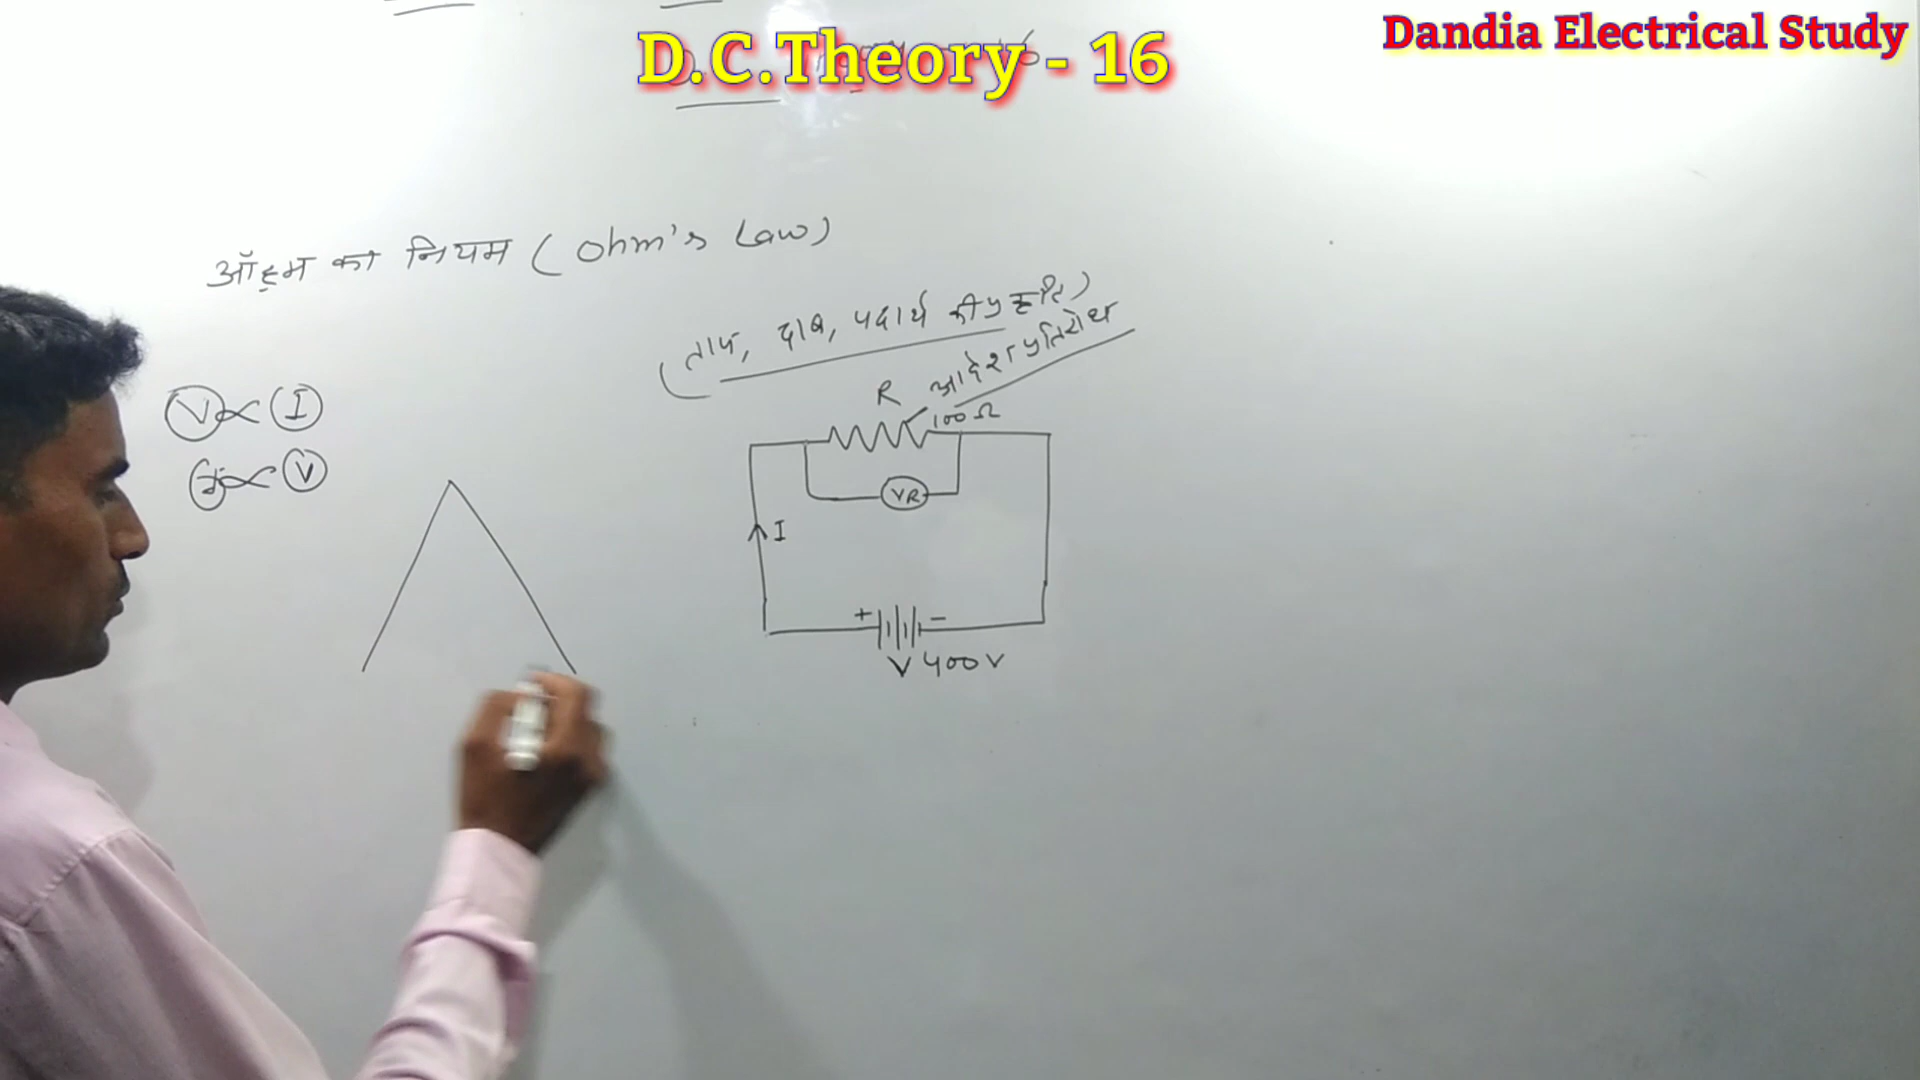 D.C.Theory - 16
Dandia Electrical Study
ऑह्म का नियम ( Ohm's Law)
(ताप, दाब, पदार्थ की प्रकृति)
आदेश प्रतिरोध
R
100 Ω
V ∝ I
I ∝ V
VR
I
+ −
V 400 V